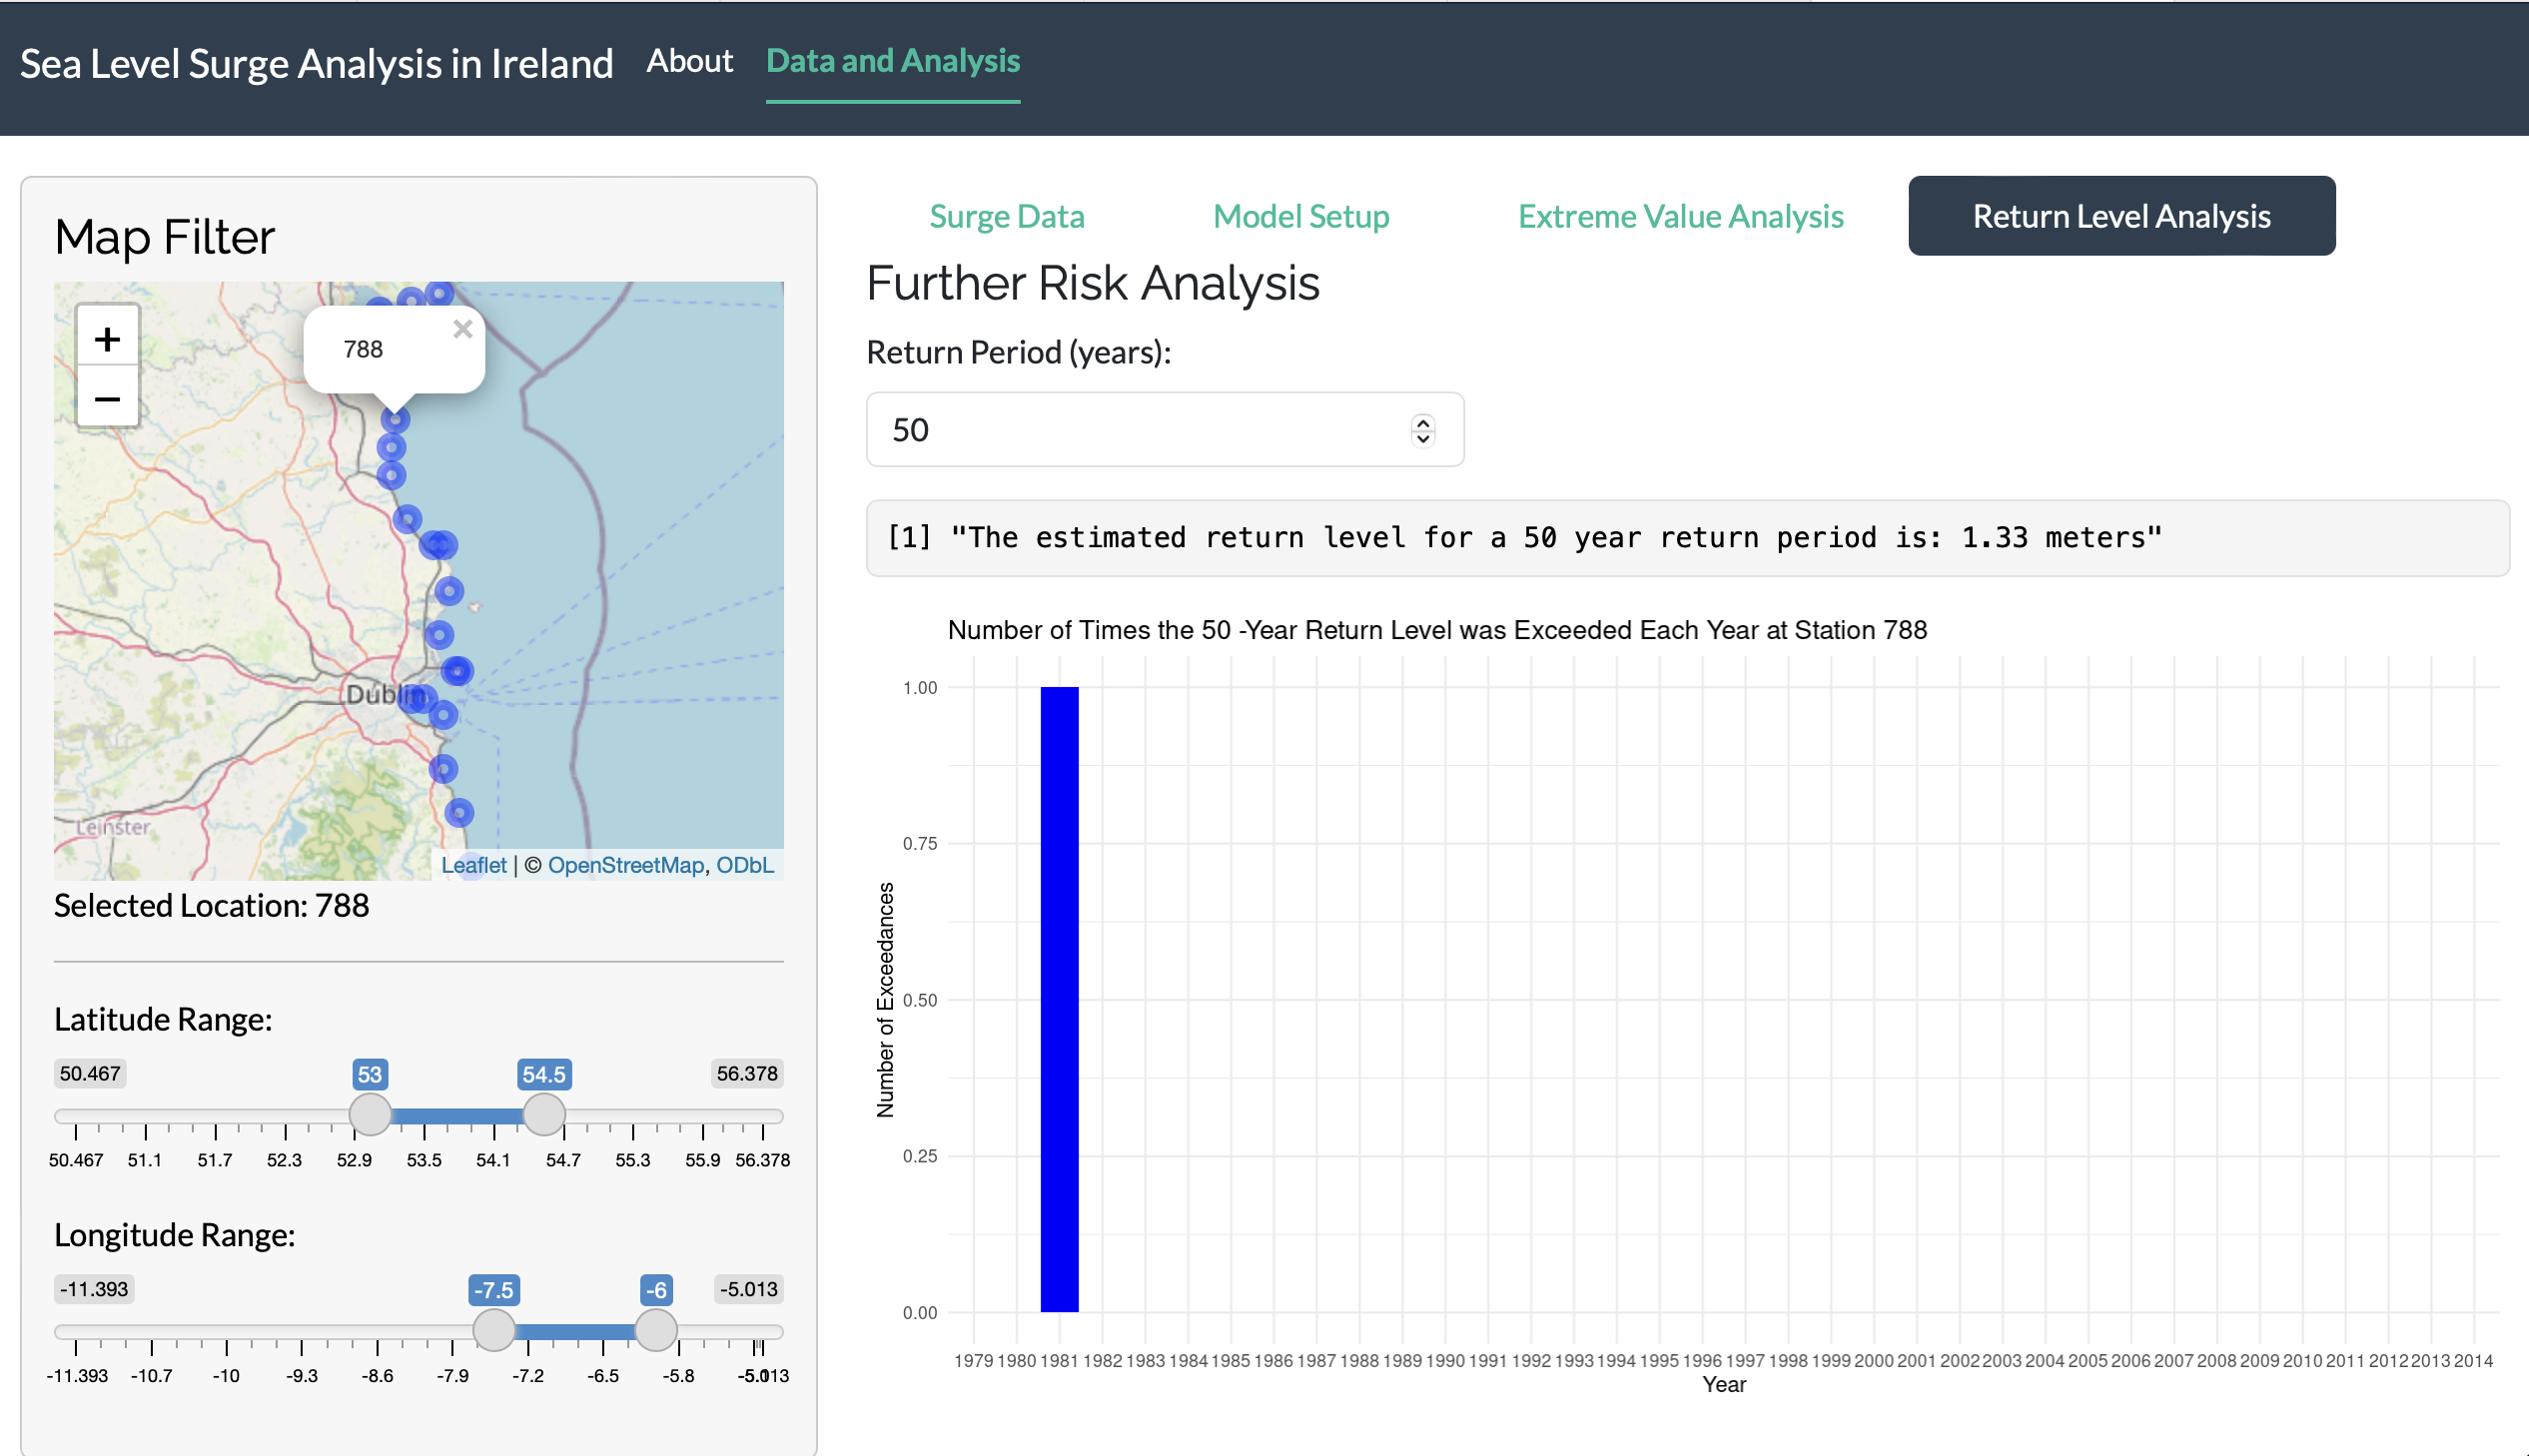 Sea Level Surge Analysis in Ireland About Data and Analysis
Map Filter
+
−
788
×
Dublin
Leinster
Leaflet | © OpenStreetMap, ODbL
Selected Location: 788
Latitude Range:
50.467 53 54.5 56.378
50.467 51.1 51.7 52.3 52.9 53.5 54.1 54.7 55.3 55.9 56.378
Longitude Range:
-11.393 -7.5 -6 -5.013
-11.393 -10.7 -10 -9.3 -8.6 -7.9 -7.2 -6.5 -5.8 -5.013
Surge Data Model Setup Extreme Value Analysis Return Level Analysis
Further Risk Analysis
Return Period (years):
50
[1] "The estimated return level for a 50 year return period is: 1.33 meters"
Number of Times the 50 -Year Return Level was Exceeded Each Year at Station 788
Number of Exceedances
1.00
0.75
0.50
0.25
0.00
1979 1980 1981 1982 1983 1984 1985 1986 1987 1988 1989 1990 1991 1992 1993 1994 1995 1996 1997 1998 1999 2000 2001 2002 2003 2004 2005 2006 2007 2008 2009 2010 2011 2012 2013 2014
Year